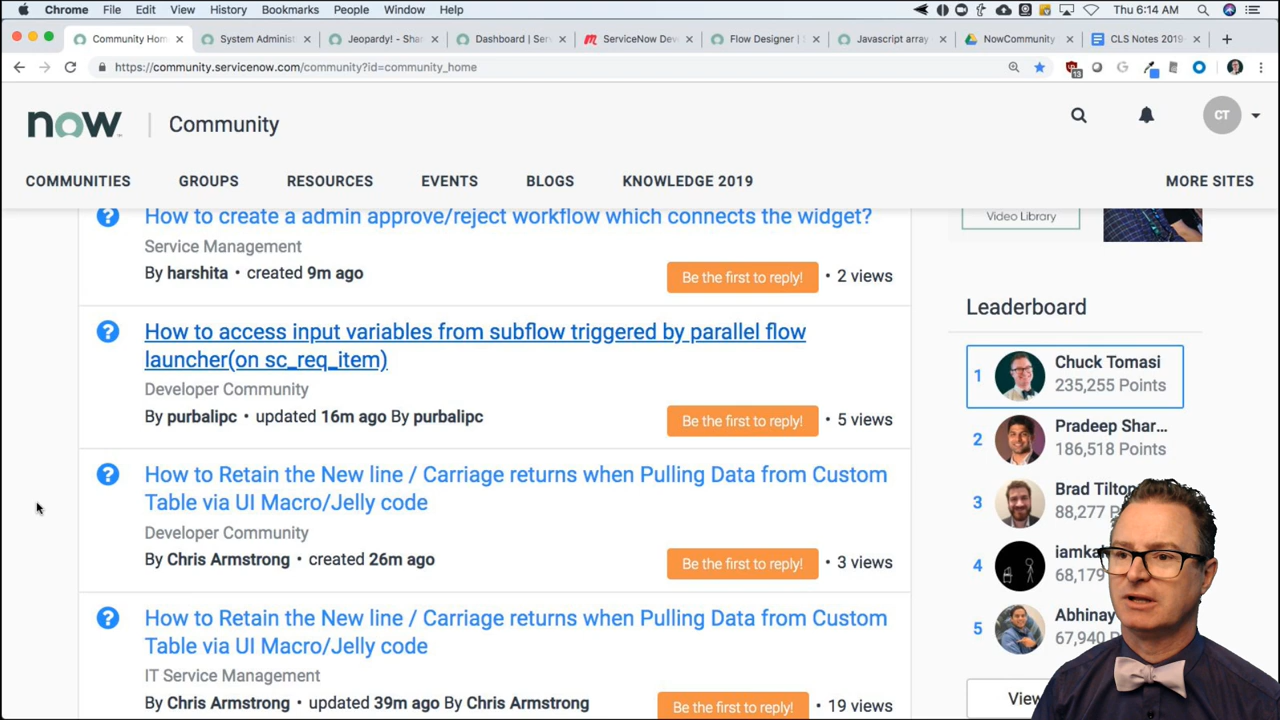 Chrome File Edit View History Bookmarks People Window Help Thu 6:14 AM
Community Hom System Administ Jeopardy! - Sha Dashboard | Ser ServiceNow Dev Flow Designer | Javascript array NowCommunity CLS Notes 2019
https://community.servicenow.com/community?id=community_home
13
now Community CT
COMMUNITIES GROUPS RESOURCES EVENTS BLOGS KNOWLEDGE 2019 MORE SITES
How to create a admin approve/reject workflow which connects the widget?
Service Management
By harshita • created 9m ago Be the first to reply! • 2 views
How to access input variables from subflow triggered by parallel flow
launcher(on sc_req_item)
Developer Community
By purbalipc • updated 16m ago By purbalipc Be the first to reply! • 5 views
How to Retain the New line / Carriage returns when Pulling Data from Custom
Table via UI Macro/Jelly code
Developer Community
By Chris Armstrong • created 26m ago Be the first to reply! • 3 views
How to Retain the New line / Carriage returns when Pulling Data from Custom
Table via UI Macro/Jelly code
IT Service Management
By Chris Armstrong • updated 39m ago By Chris Armstrong Be the first to reply! • 19 views
Video Library
Leaderboard
1 Chuck Tomasi
235,255 Points
2 Pradeep Shar...
186,518 Points
3 Brad Tilton
88,277 P
4 iamka
68,179
5 Abhinay
67,940
View